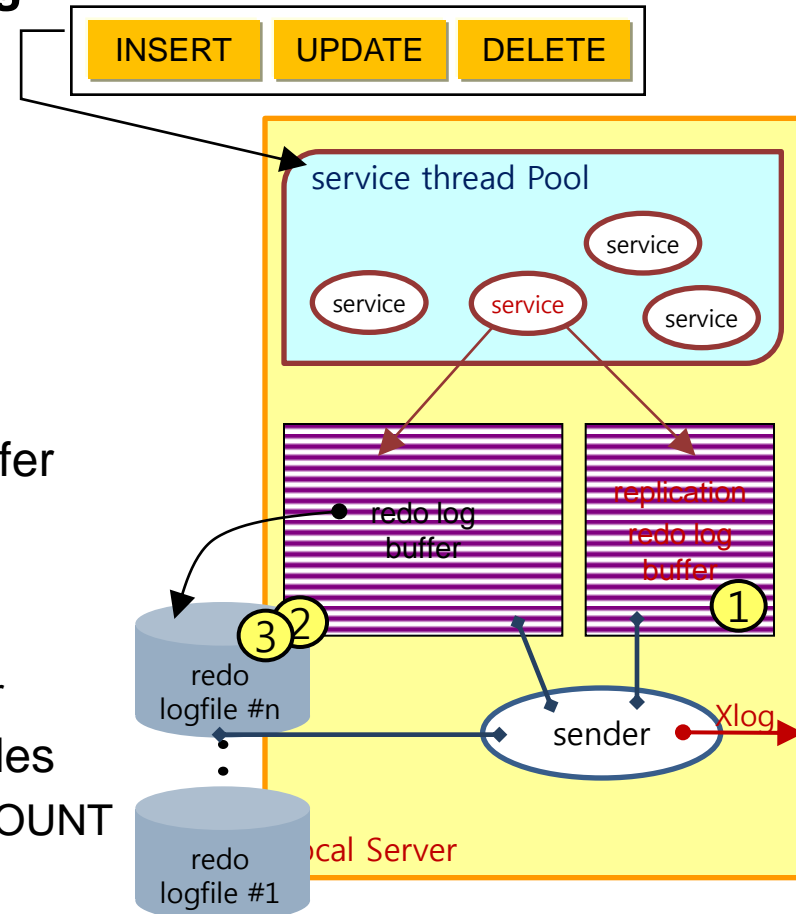 INSERT UPDATE DELETE
service thread Pool
service
service
service
service
fer
redo log
buffer
replication
redo log
buffer
1
2
3
redo
logfile #n
les
OUNT
sender
Xlog
ocal Server
redo
logfile #1